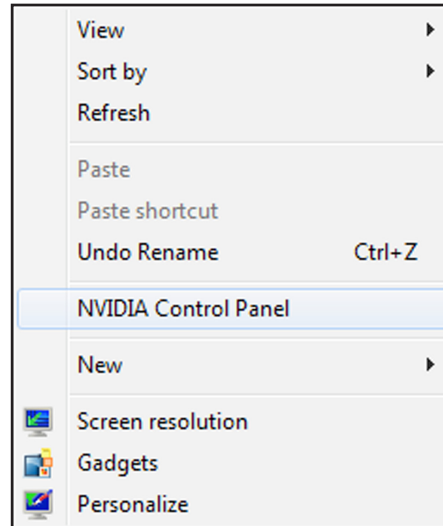 View
Sort by
Refresh
Paste
Paste shortcut
Undo Rename Ctrl+Z
NVIDIA Control Panel
New
Screen resolution
Gadgets
Personalize